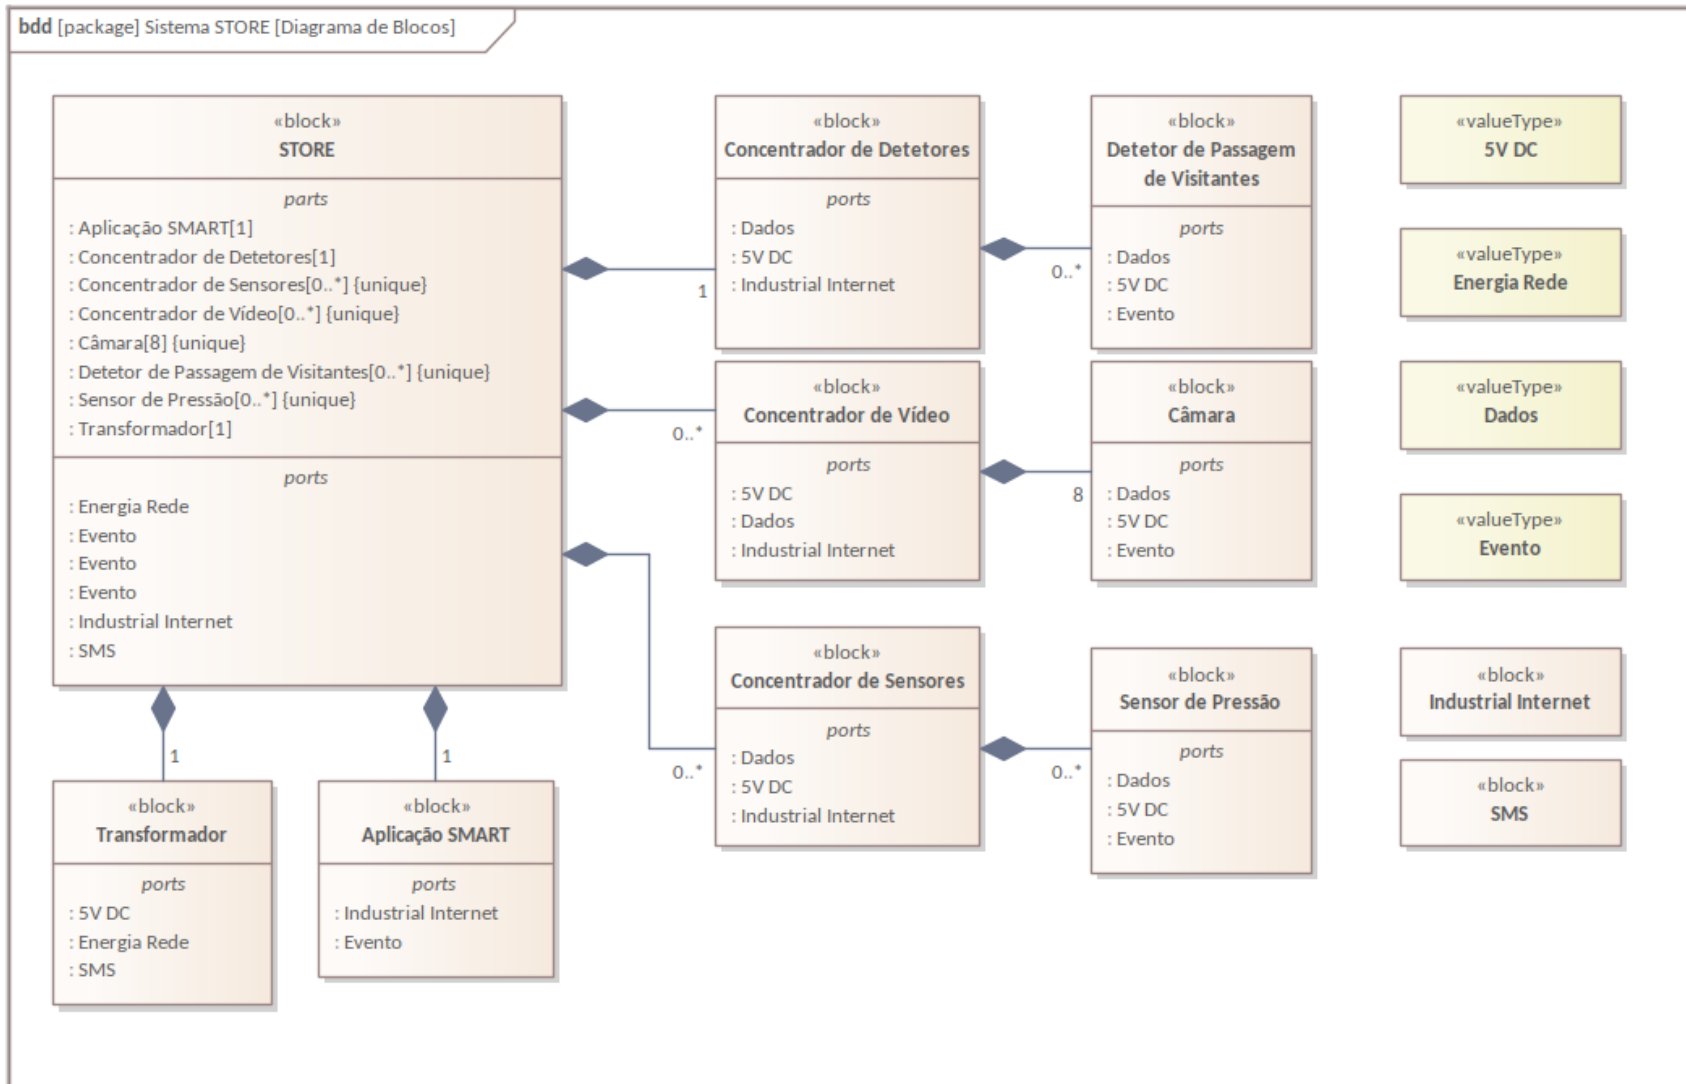 bdd [package] Sistema STORE [Diagrama de Blocos]
«block»
STORE
parts
: Aplicação SMART[1]
: Concentrador de Detetores[1]
: Concentrador de Sensores[0..*] {unique}
: Concentrador de Vídeo[0..*] {unique}
: Câmara[8] {unique}
: Detetor de Passagem de Visitantes[0..*] {unique}
: Sensor de Pressão[0..*] {unique}
: Transformador[1]
ports
: Energia Rede
: Evento
: Evento
: Evento
: Industrial Internet
: SMS
1
0..*
0..*
«block»
Concentrador de Detetores
ports
: Dados
: 5V DC
: Industrial Internet
0..*
«block»
Detetor de Passagem
de Visitantes
ports
: Dados
: 5V DC
: Evento
«block»
Concentrador de Vídeo
ports
: 5V DC
: Dados
: Industrial Internet
8
«block»
Câmara
ports
: Dados
: 5V DC
: Evento
«block»
Concentrador de Sensores
ports
: Dados
: 5V DC
: Industrial Internet
0..*
«block»
Sensor de Pressão
ports
: Dados
: 5V DC
: Evento
«valueType»
5V DC
«valueType»
Energia Rede
«valueType»
Dados
«valueType»
Evento
«block»
Industrial Internet
«block»
SMS
1
«block»
Transformador
ports
: 5V DC
: Energia Rede
: SMS
1
«block»
Aplicação SMART
ports
: Industrial Internet
: Evento